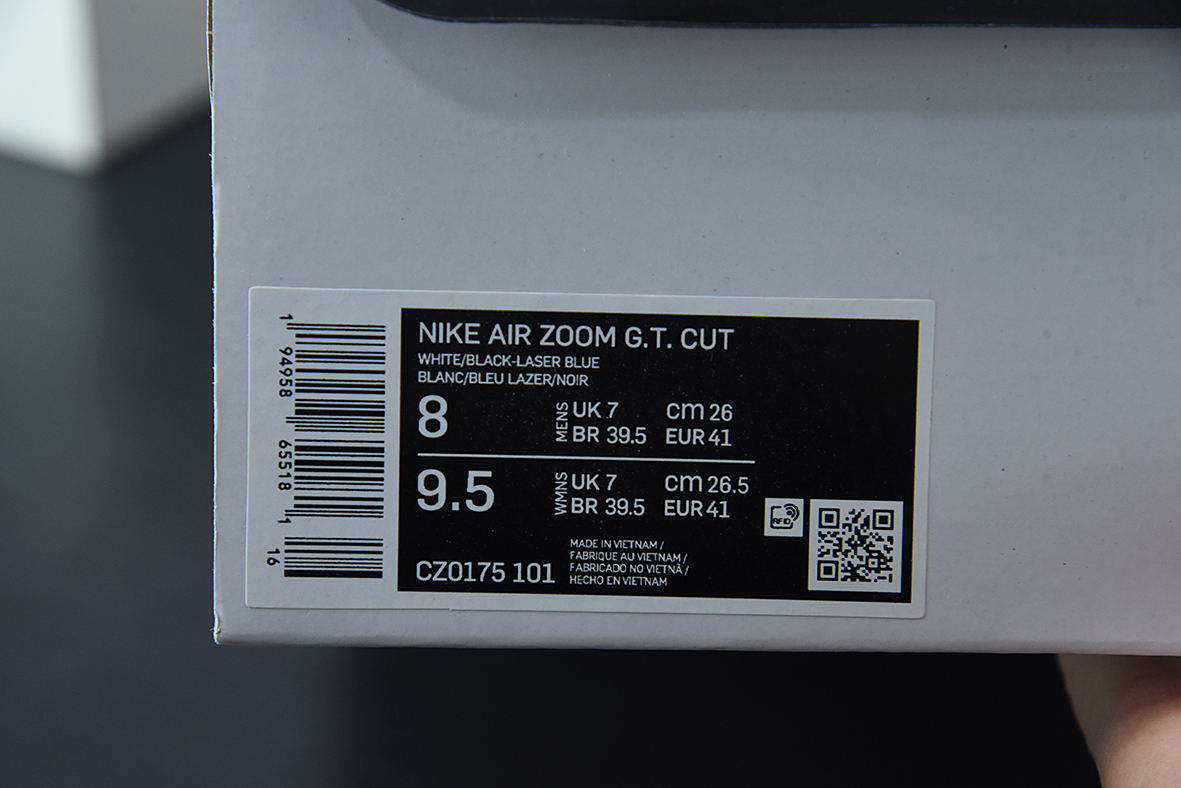 1 94958 65518 1
16
NIKE AIR ZOOM G.T. CUT
WHITE/BLACK-LASER BLUE
BLANC/BLEU LAZER/NOIR
8
MENS
UK 7 cm 26
BR 39.5 EUR 41
9.5
WMNS
UK 7 cm 26.5
BR 39.5 EUR 41
CZ0175 101
MADE IN VIETNAM /
FABRIQUE AU VIETNAM /
FABRICADO NO VIETNÃ /
HECHO EN VIETNAM
RFID